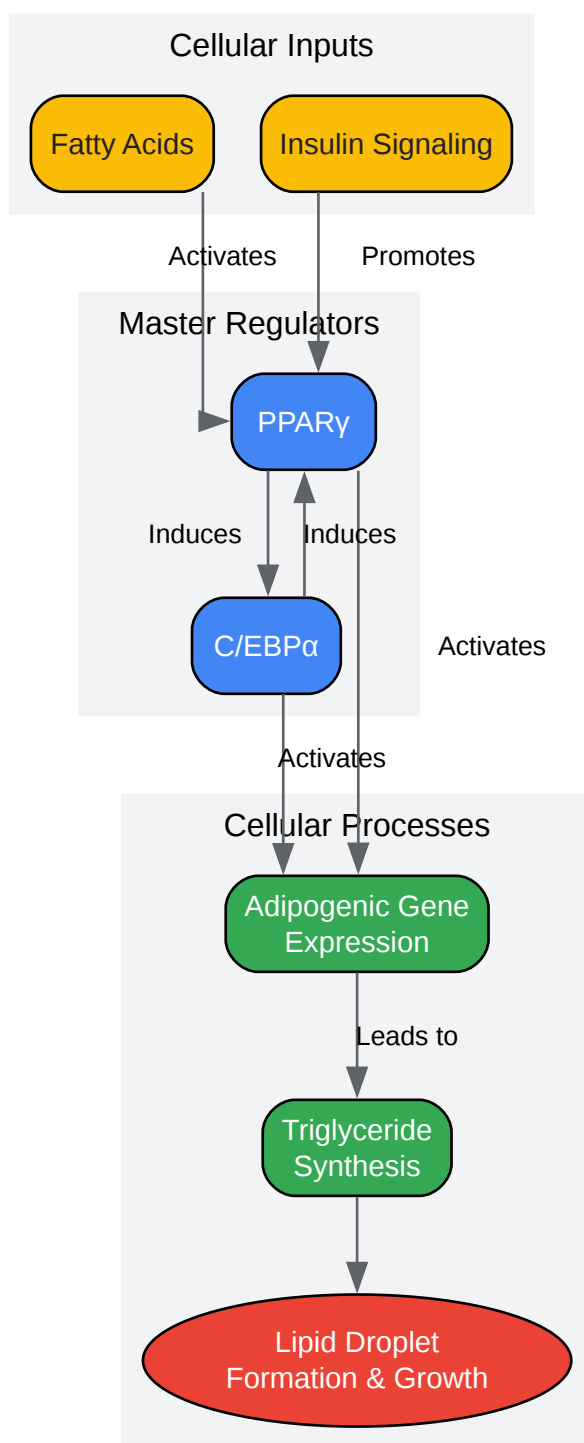 Cellular Inputs
Fatty Acids
Insulin Signaling
Activates
Promotes
Master Regulators
PPARγ
Induces
Induces
C/EBPα
Activates
Activates
Cellular Processes
Adipogenic Gene
Expression
Leads to
Triglyceride
Synthesis
Lipid Droplet
Formation & Growth